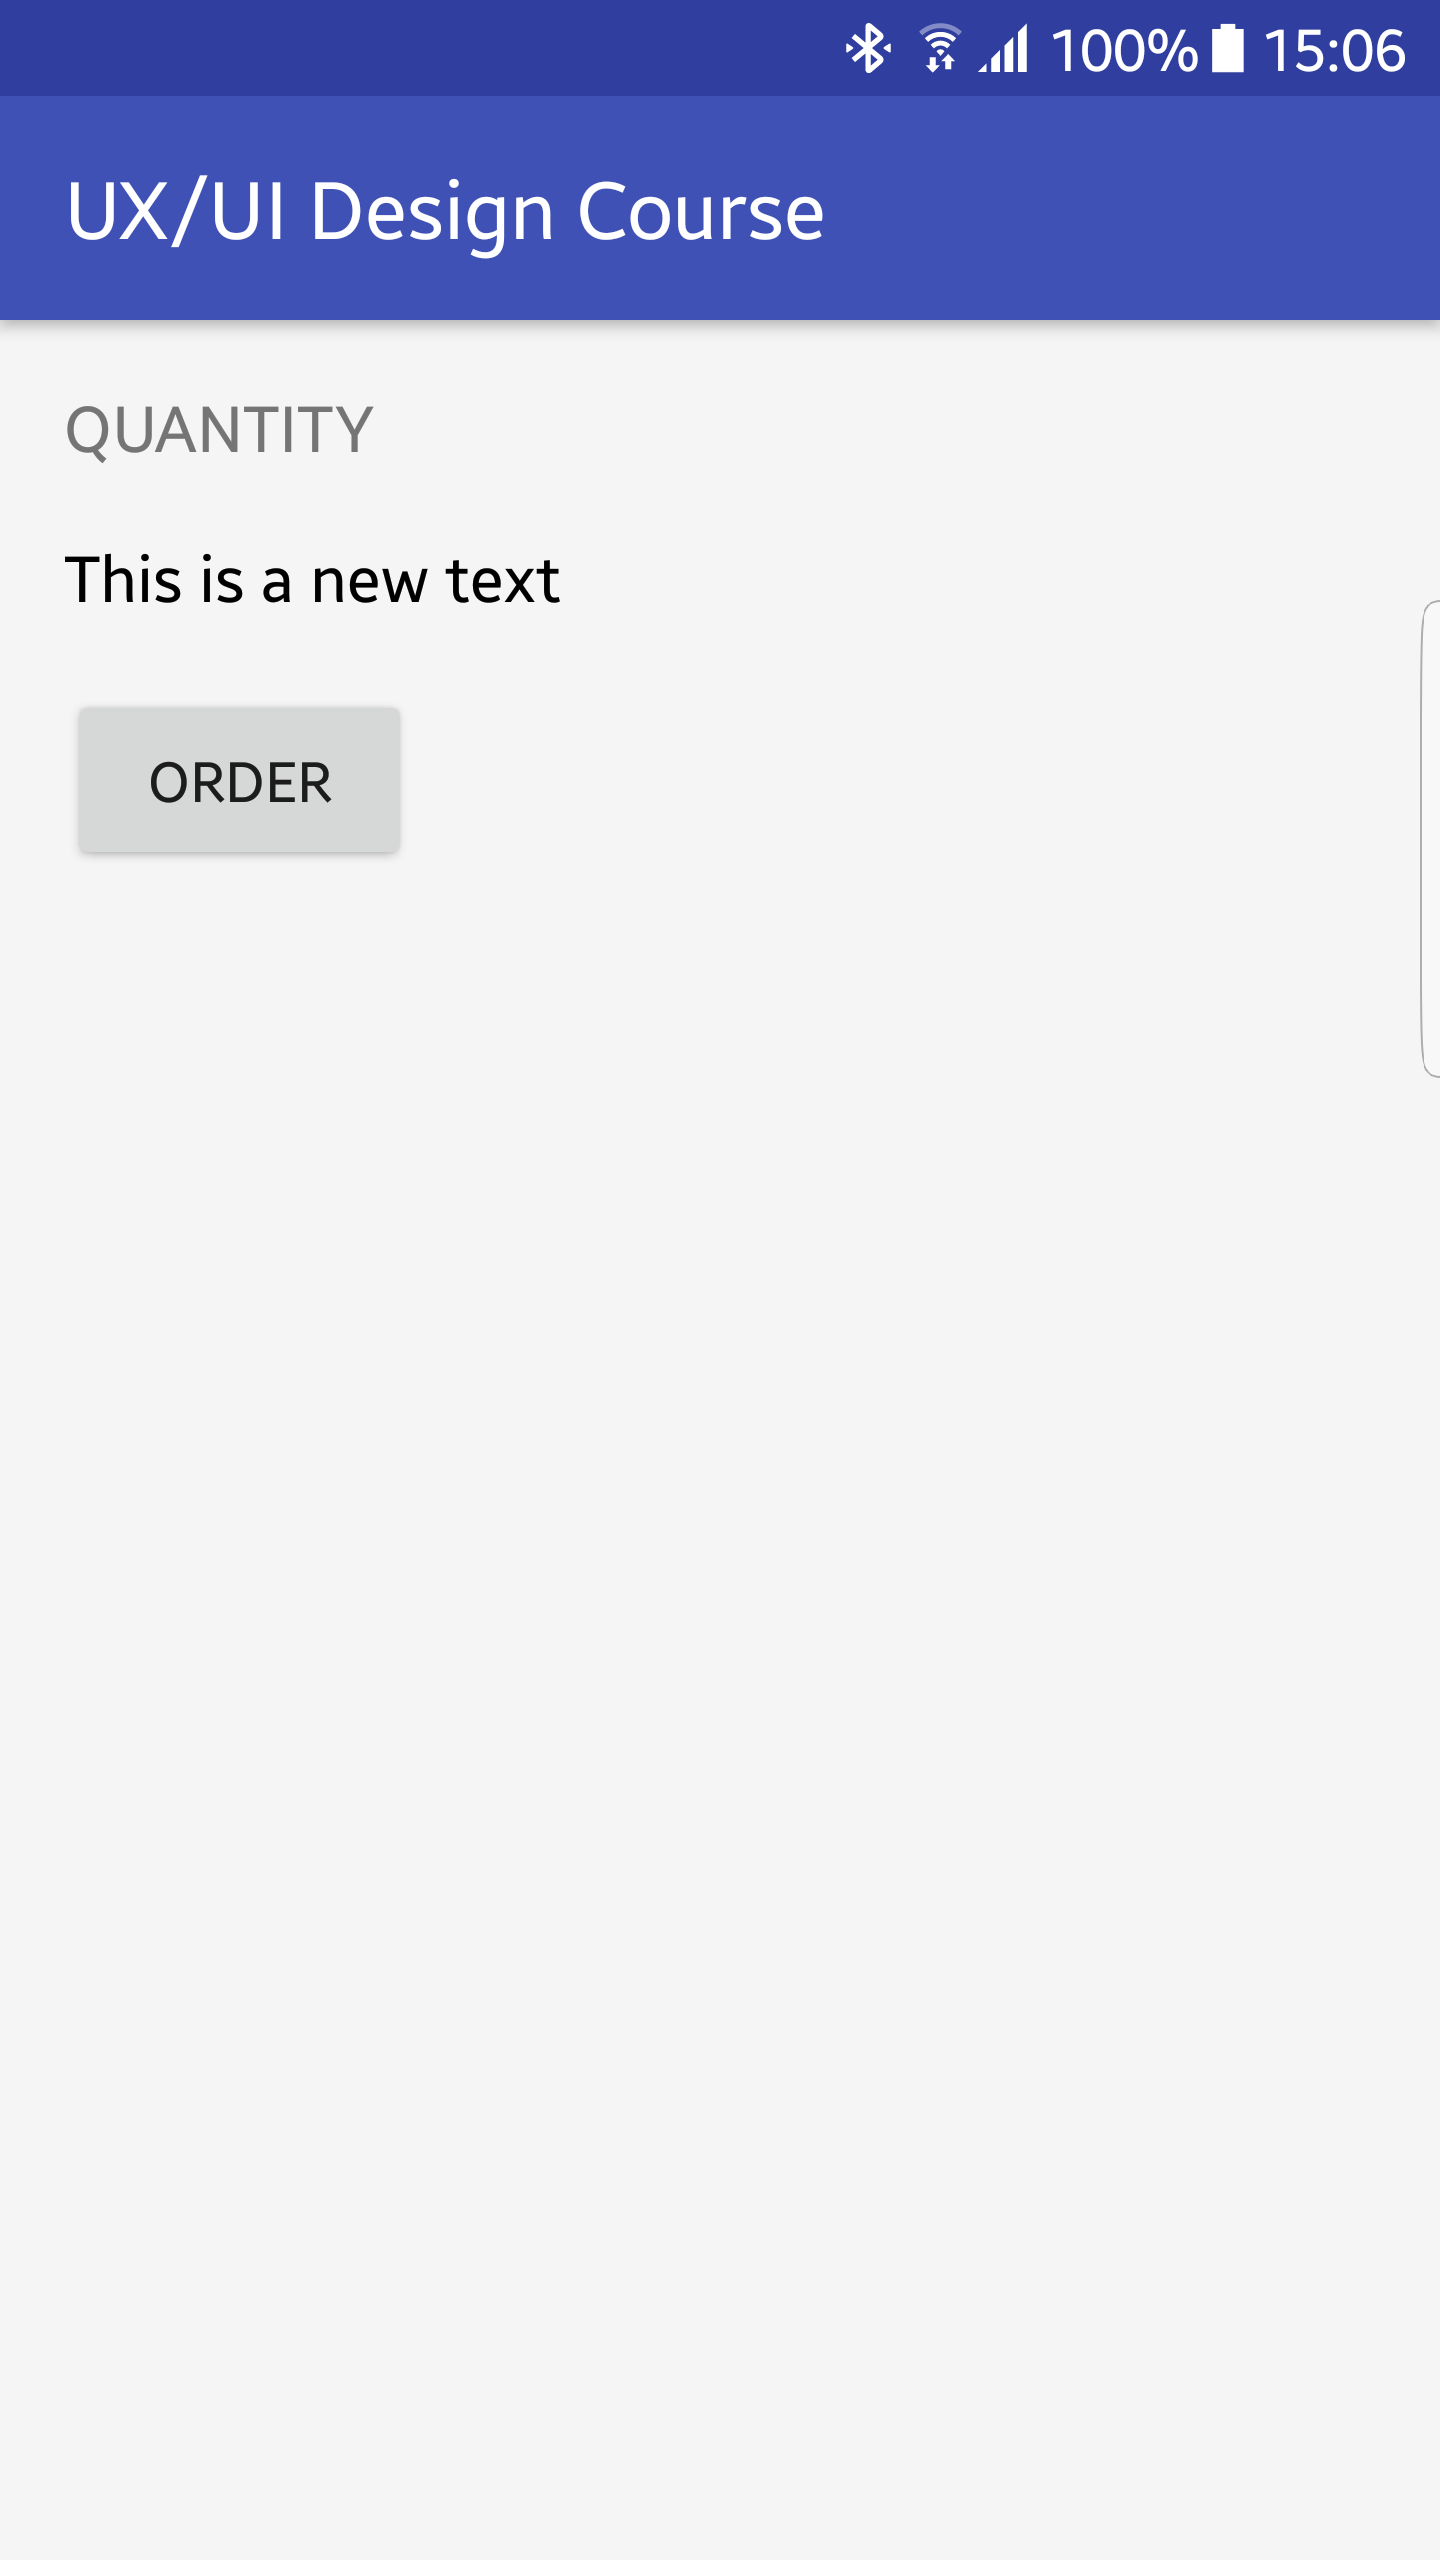 100% 15:06
UX/UI Design Course
QUANTITY
This is a new text
ORDER